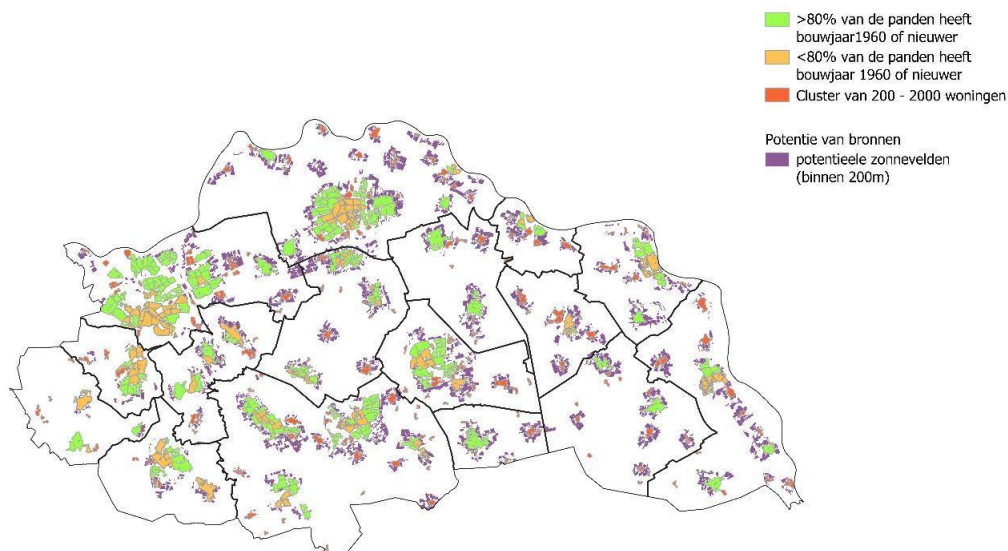 >80% van de panden heeft
bouwjaar1960 of nieuwer
<80% van de panden heeft
bouwjaar 1960 of nieuwer
Cluster van 200 - 2000 woningen
Potentie van bronnen
potentieele zonnevelden
(binnen 200m)